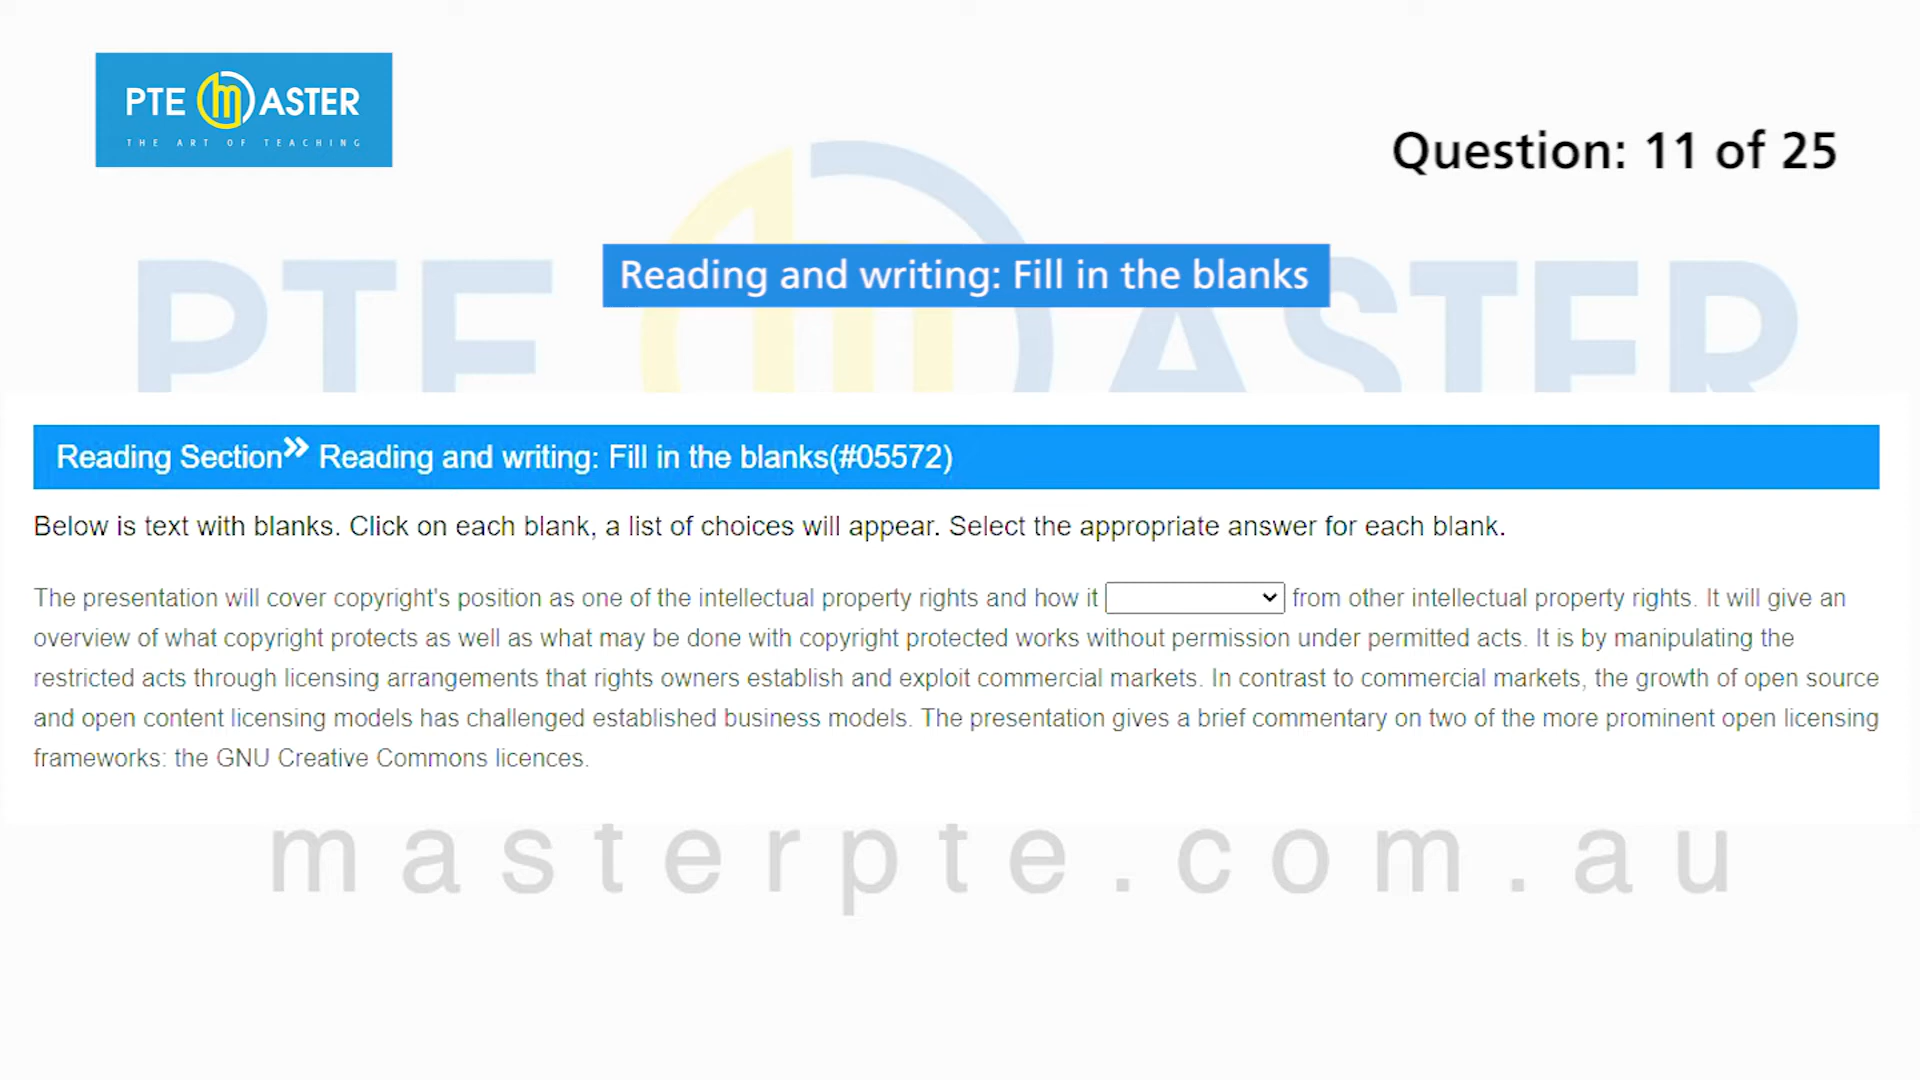 PTE MASTER
THE ART OF TEACHING
Question: 11 of 25
PTE MASTER
Reading and writing: Fill in the blanks
Reading Section» Reading and writing: Fill in the blanks(#05572)
Below is text with blanks. Click on each blank, a list of choices will appear. Select the appropriate answer for each blank.
The presentation will cover copyright's position as one of the intellectual property rights and how it from other intellectual property rights. It will give an
overview of what copyright protects as well as what may be done with copyright protected works without permission under permitted acts. It is by manipulating the
restricted acts through licensing arrangements that rights owners establish and exploit commercial markets. In contrast to commercial markets, the growth of open source
and open content licensing models has challenged established business models. The presentation gives a brief commentary on two of the more prominent open licensing
frameworks: the GNU Creative Commons licences.
masterpte.com.au